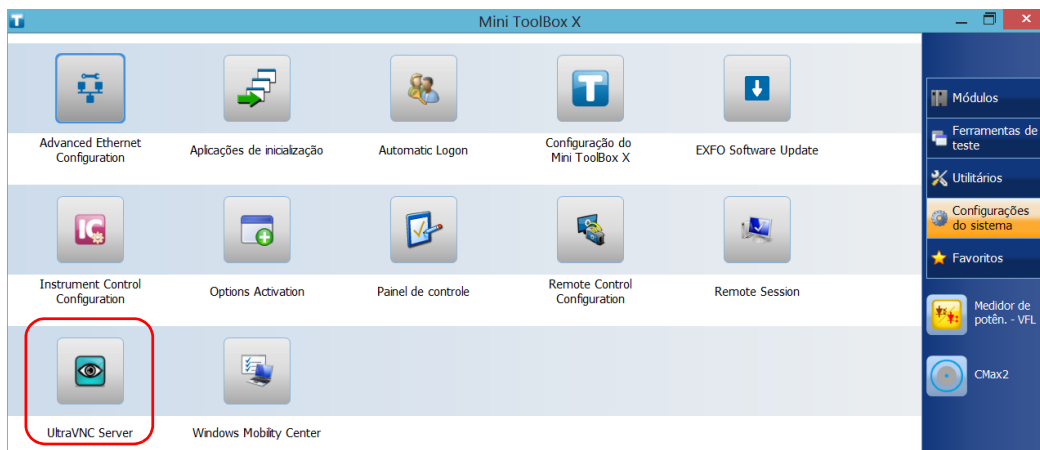 Mini ToolBox X
Advanced Ethernet
Configuration
Aplicações de inicialização
Automatic Logon
Configuração do
Mini ToolBox X
EXFO Software Update
Instrument Control
Configuration
Options Activation
Painel de controle
Remote Control
Configuration
Remote Session
UltraVNC Server
Windows Mobility Center
Módulos
Ferramentas de
teste
Utilitários
Configurações
do sistema
Favoritos
Medidor de
potên. - VFL
CMax2